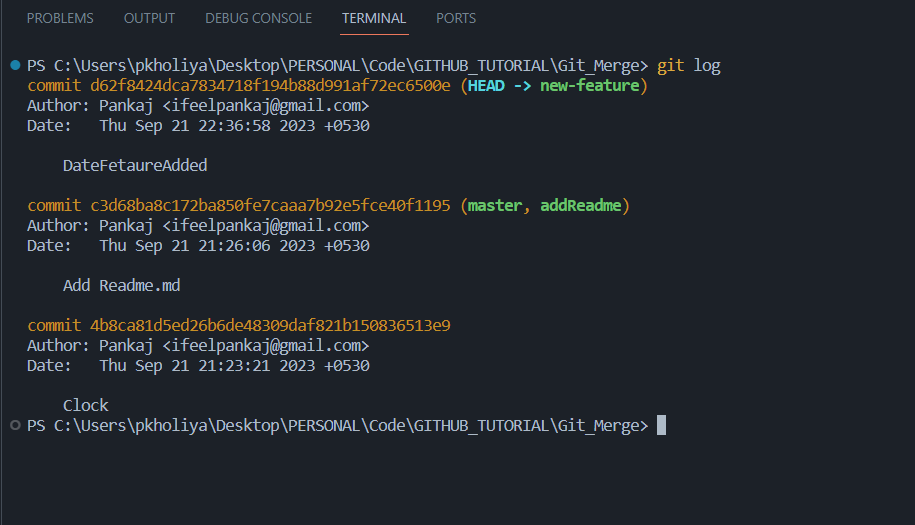 PROBLEMS OUTPUT DEBUG CONSOLE TERMINAL PORTS
PS C:\Users\pkholiya\Desktop\PERSONAL\Code\GITHUB_TUTORIAL\Git_Merge> git log
commit d62f8424dca7834718f194b88d991af72ec6500e (HEAD -> new-feature)
Author: Pankaj <ifeelpankaj@gmail.com>
Date:   Thu Sep 21 22:36:58 2023 +0530
    DateFetaureAdded
commit c3d68ba8c172ba850fe7caaa7b92e5fce40f1195 (master, addReadme)
Author: Pankaj <ifeelpankaj@gmail.com>
Date:   Thu Sep 21 21:26:06 2023 +0530
    Add Readme.md
commit 4b8ca81d5ed26b6de48309daf821b150836513e9
Author: Pankaj <ifeelpankaj@gmail.com>
Date:   Thu Sep 21 21:23:21 2023 +0530
    Clock
PS C:\Users\pkholiya\Desktop\PERSONAL\Code\GITHUB_TUTORIAL\Git_Merge>